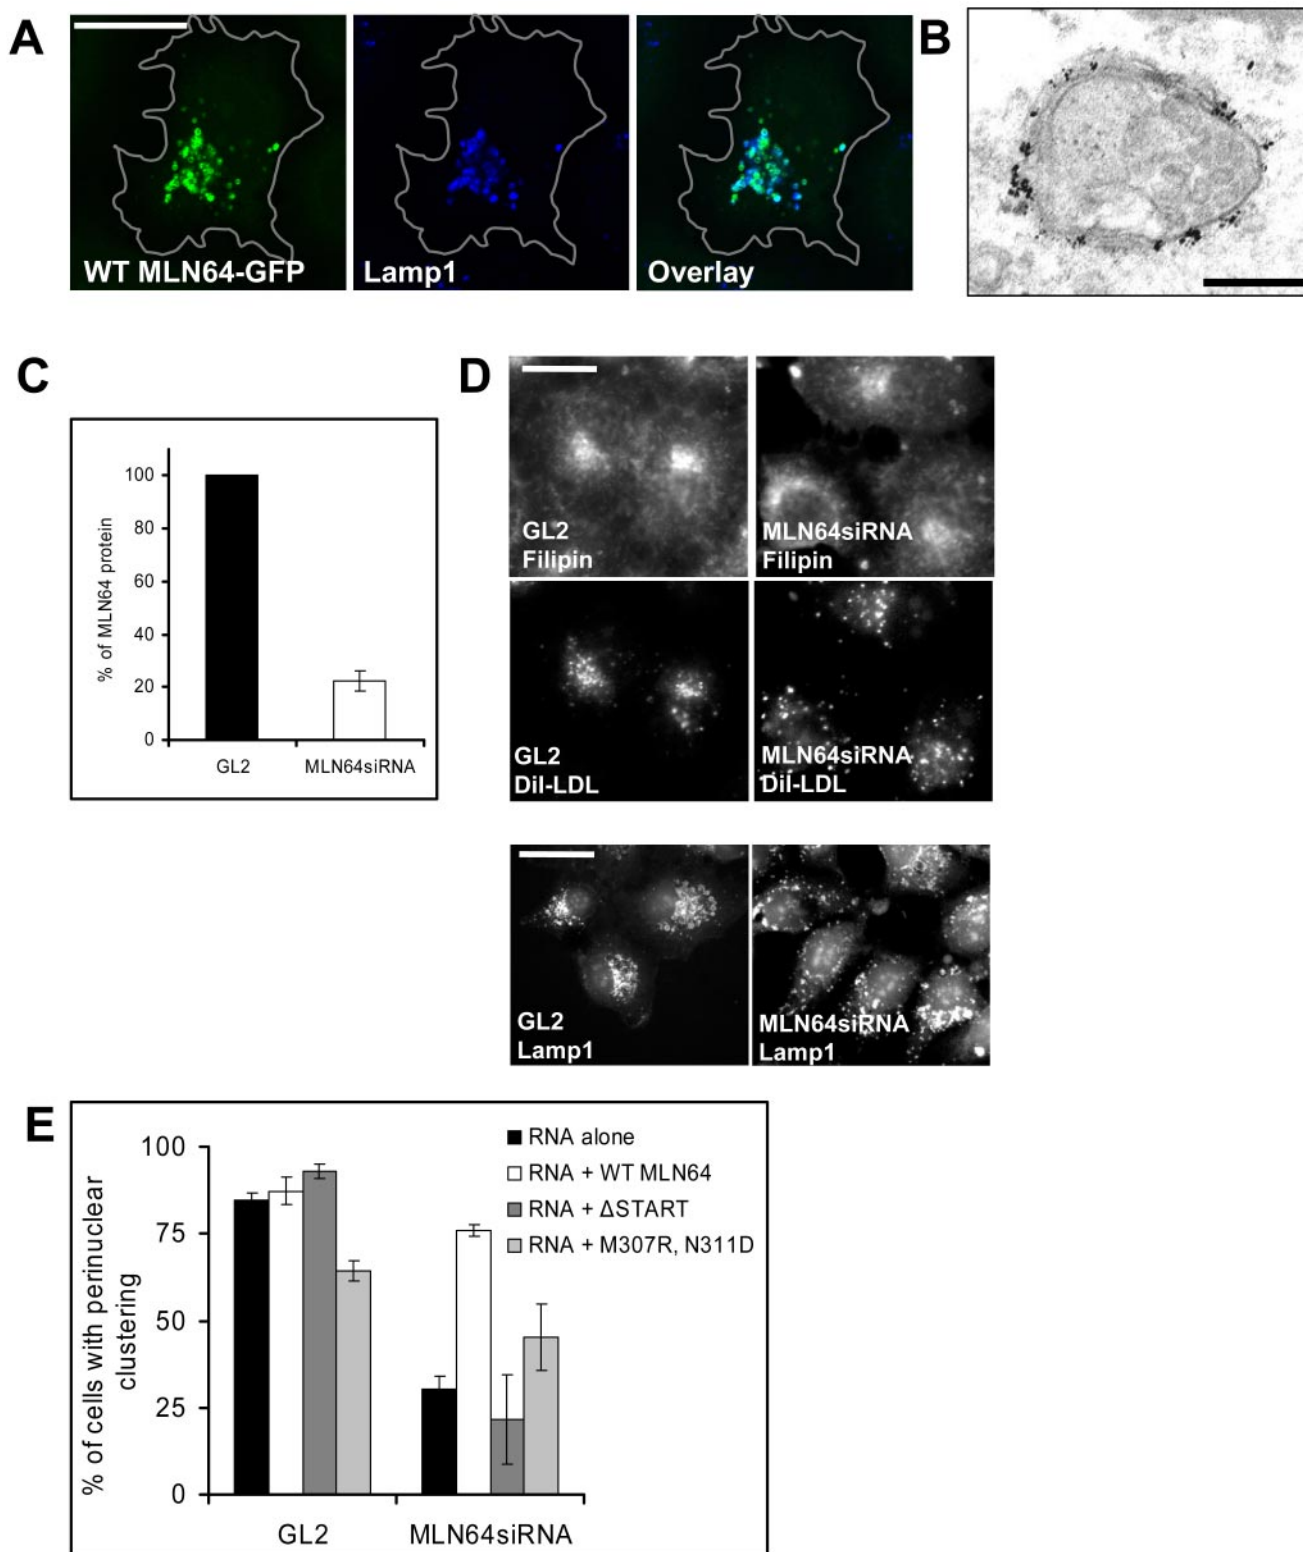 A
WT MLN64-GFP
Lamp1
Overlay
B
C
% of MLN64 protein
100
80
60
40
20
0
GL2
MLN64siRNA
D
GL2
Filipin
MLN64siRNA
Filipin
GL2
DiI-LDL
MLN64siRNA
DiI-LDL
GL2
Lamp1
MLN64siRNA
Lamp1
E
% of cells with perinuclear
clustering
100
75
50
25
0
GL2
MLN64siRNA
RNA alone
RNA + WT MLN64
RNA + ΔSTART
RNA + M307R, N311D